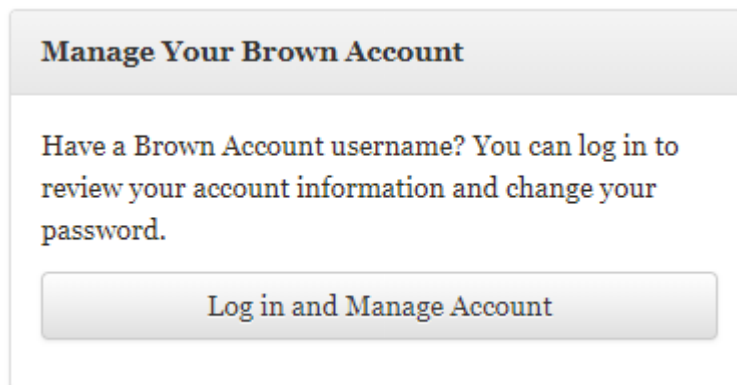 Manage Your Brown Account
Have a Brown Account username? You can log in to
review your account information and change your
password.
Log in and Manage Account